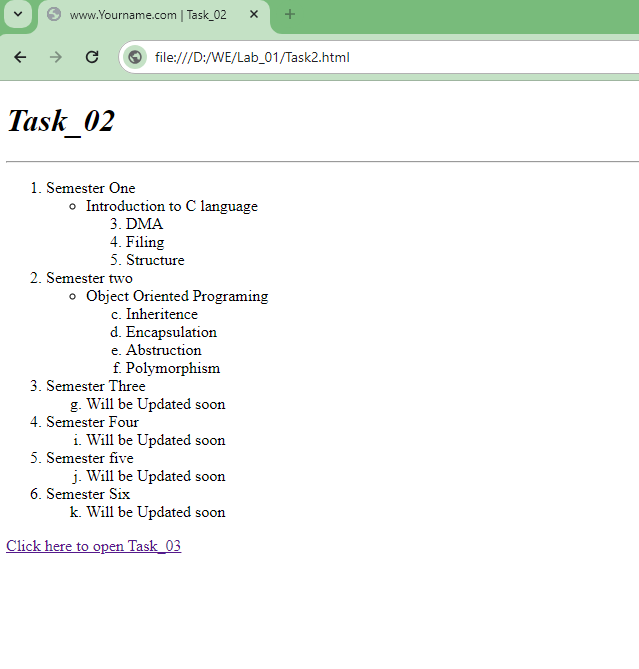 www.Yourname.com | Task_02
file:///D:/WE/Lab_01/Task2.html
Task_02
1. Semester One
Introduction to C language
3. DMA
4. Filing
5. Structure
2. Semester two
Object Oriented Programing
c. Inheritence
d. Encapsulation
e. Abstruction
f. Polymorphism
3. Semester Three
g. Will be Updated soon
4. Semester Four
i. Will be Updated soon
5. Semester five
j. Will be Updated soon
6. Semester Six
k. Will be Updated soon
Click here to open Task_03